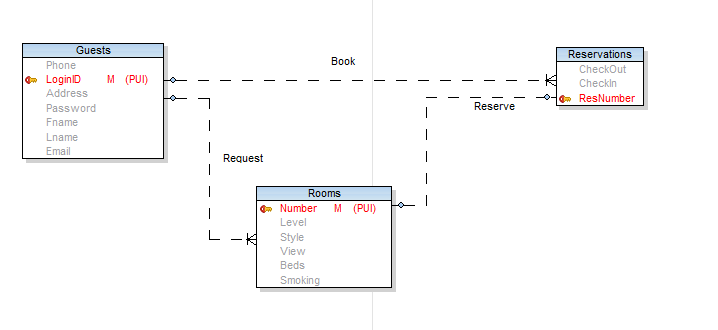 Guests
Phone
LoginID M (PUI)
Address
Password
Fname
Lname
Email
Book
Reservations
CheckOut
CheckIn
ResNumber
Reserve
Request
Rooms
Number M (PUI)
Level
Style
View
Beds
Smoking